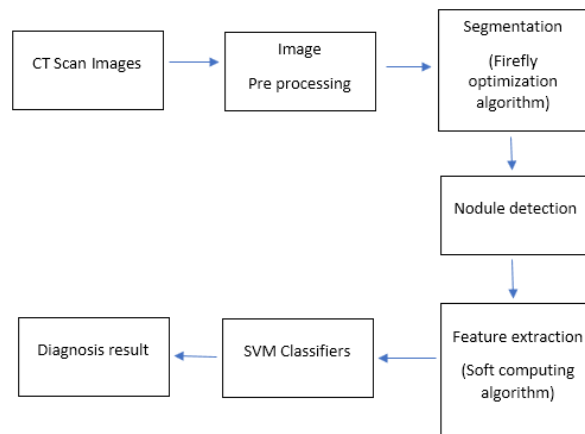 CT Scan Images
Image
Pre processing
Segmentation
(Firefly
optimization
algorithm)
Nodule detection
Feature extraction
(Soft computing
algorithm)
SVM Classifiers
Diagnosis result